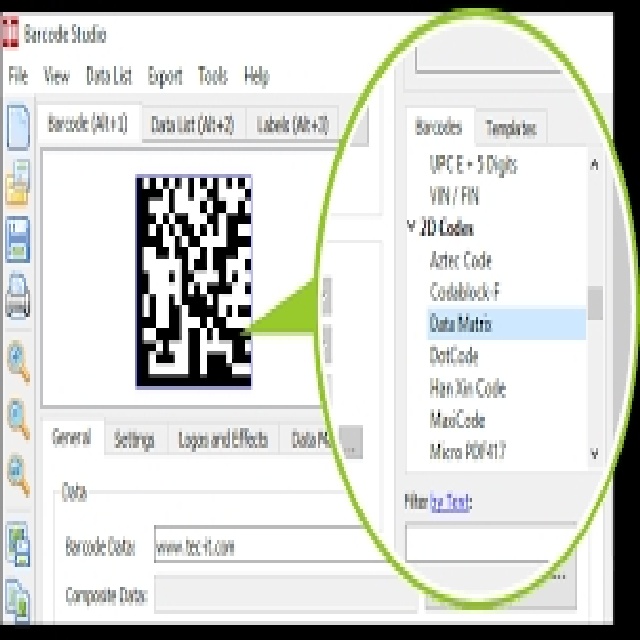 Barcode Studio
File View Data List Export Tools Help
Barcode (Alt+1) Data List (Alt+2) Labels (Alt+3)
General Settings Logos and Effects Data M
...
Data
Barcode Data: www.tec-it.com
Composite Data:
Barcodes Templates
UPC E + 5 Digits
VIN / FIN
2D Codes
Aztec Code
Codablock-F
Data Matrix
DotCode
Han Xin Code
MaxiCode
Micro PDF417
Filter by Text:
...